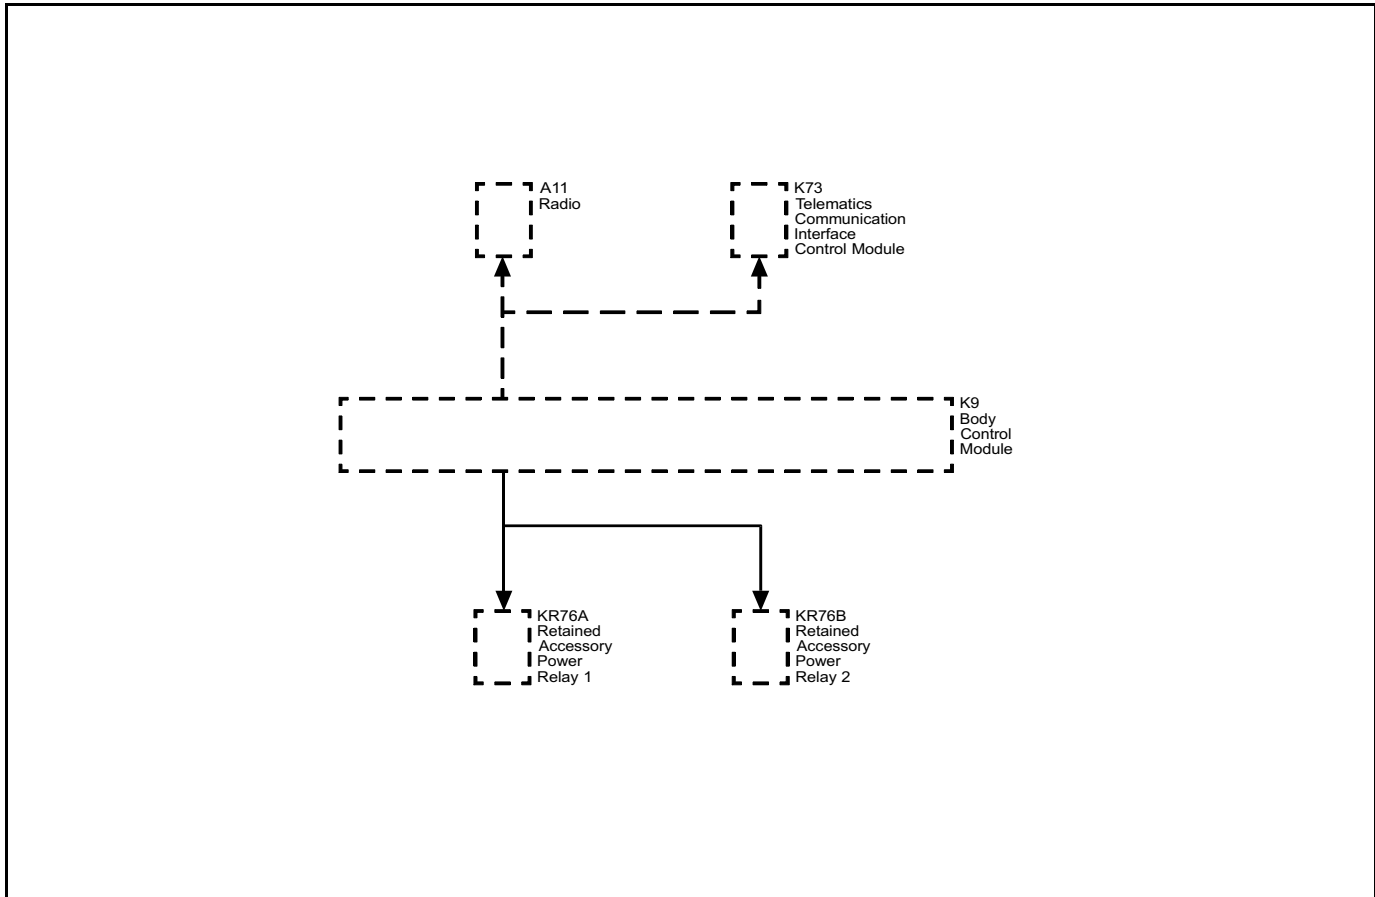 A11
Radio
K73
Telematics
Communication
Interface
Control Module
K9
Body
Control
Module
KR76A
Retained
Accessory
Power
Relay 1
KR76B
Retained
Accessory
Power
Relay 2